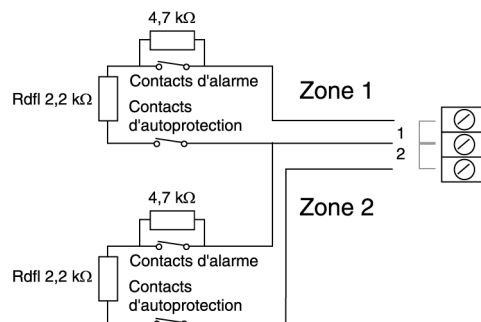 4,7 kΩ
Contacts d'alarme
Zone 1
Rdfl 2,2 kΩ
Contacts
d'autoprotection
1
2
4,7 kΩ
Zone 2
Contacts d'alarme
Rdfl 2,2 kΩ
Contacts
d'autoprotection